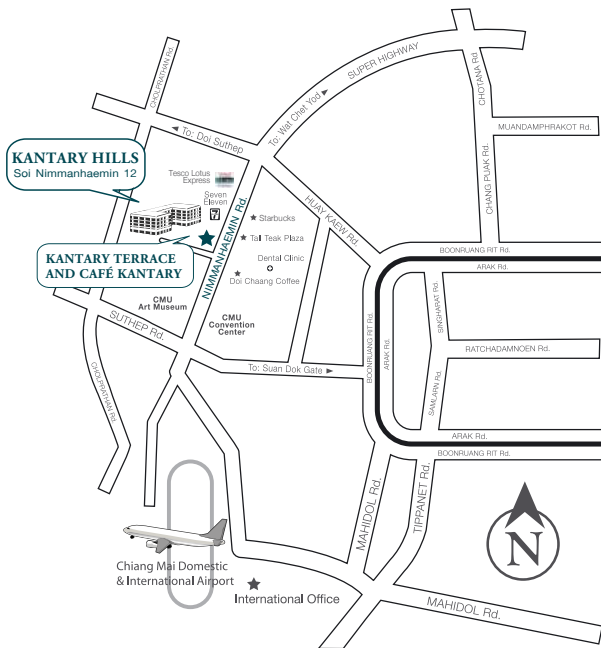 SUPER HIGHWAY
CHOTANA Rd.
CHOLPRATHAN Rd.
To: Wat Chet Yod ►
◄ To: Doi Suthep
MUANDAMPHRAKOT Rd.
CHANG PUAK Rd.
KANTARY HILLS
Soi Nimmanhaemin 12
Tesco Lotus
Express
Seven
Eleven
7
HUAY KAEW Rd.
NIMMANHAEMIN Rd.
Starbucks
Tal Teak Plaza
Dental Clinic
Doi Chaang Coffee
KANTARY TERRACE
AND CAFÉ KANTARY
BOONRUANG RIT Rd.
ARAK Rd.
CMU
Art Museum
CMU
Convention
Center
SUTHEP Rd.
CHOLPRATHAN Rd.
To: Suan Dok Gate ►
BOONRUANG RIT Rd.
ARAK Rd.
SINGHARAT Rd.
RATCHADAMNOEN Rd.
SAMLARN Rd.
ARAK Rd.
BOONRUANG RIT Rd.
MAHIDOL Rd.
TIPPANET Rd.
N
Chiang Mai Domestic
& International Airport
International Office
MAHIDOL Rd.